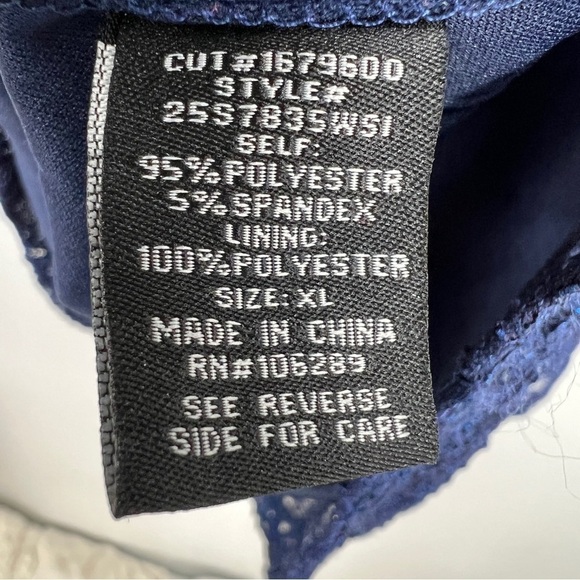 CUT#1679600
STYLE#
25S7835WSI
SELF:
95%POLYESTER
5%SPANDEX
LINING:
100%POLYESTER
SIZE:XL
MADE IN CHINA
RN#106289
SEE REVERSE
SIDE FOR CARE